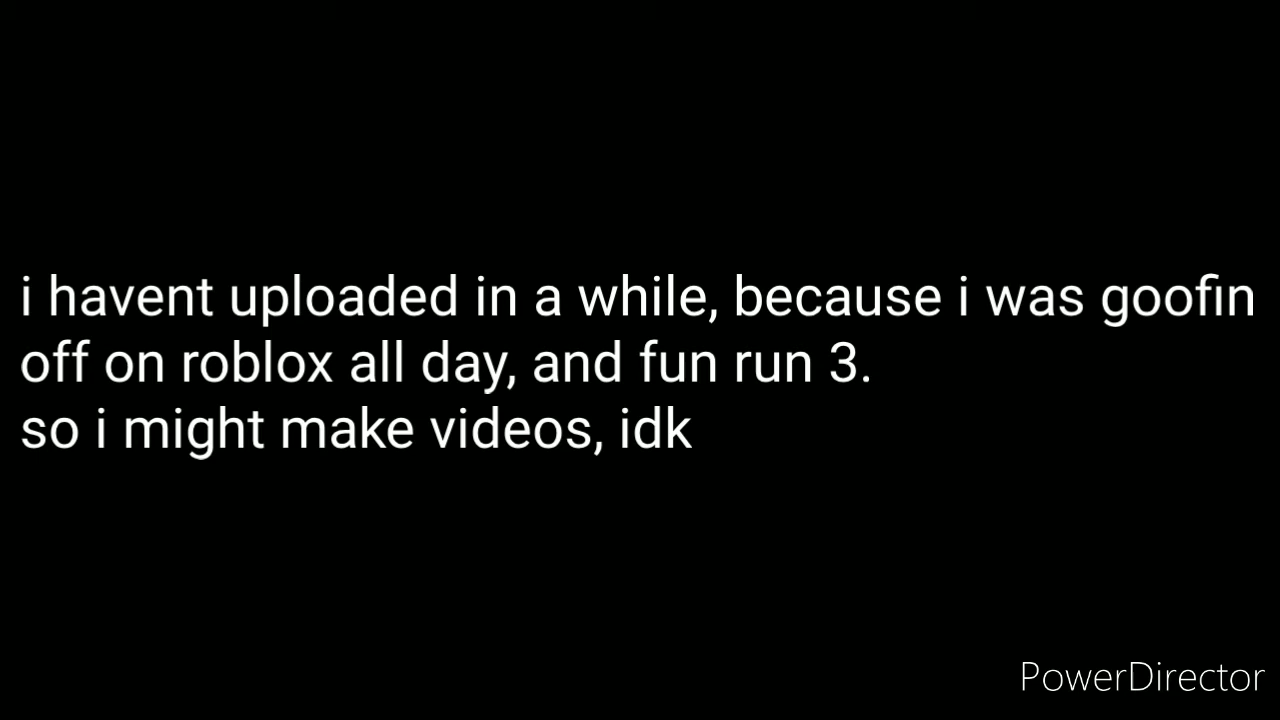 i havent uploaded in a while, because i was goofin
off on roblox all day, and fun run 3.
so i might make videos, idk
PowerDirector